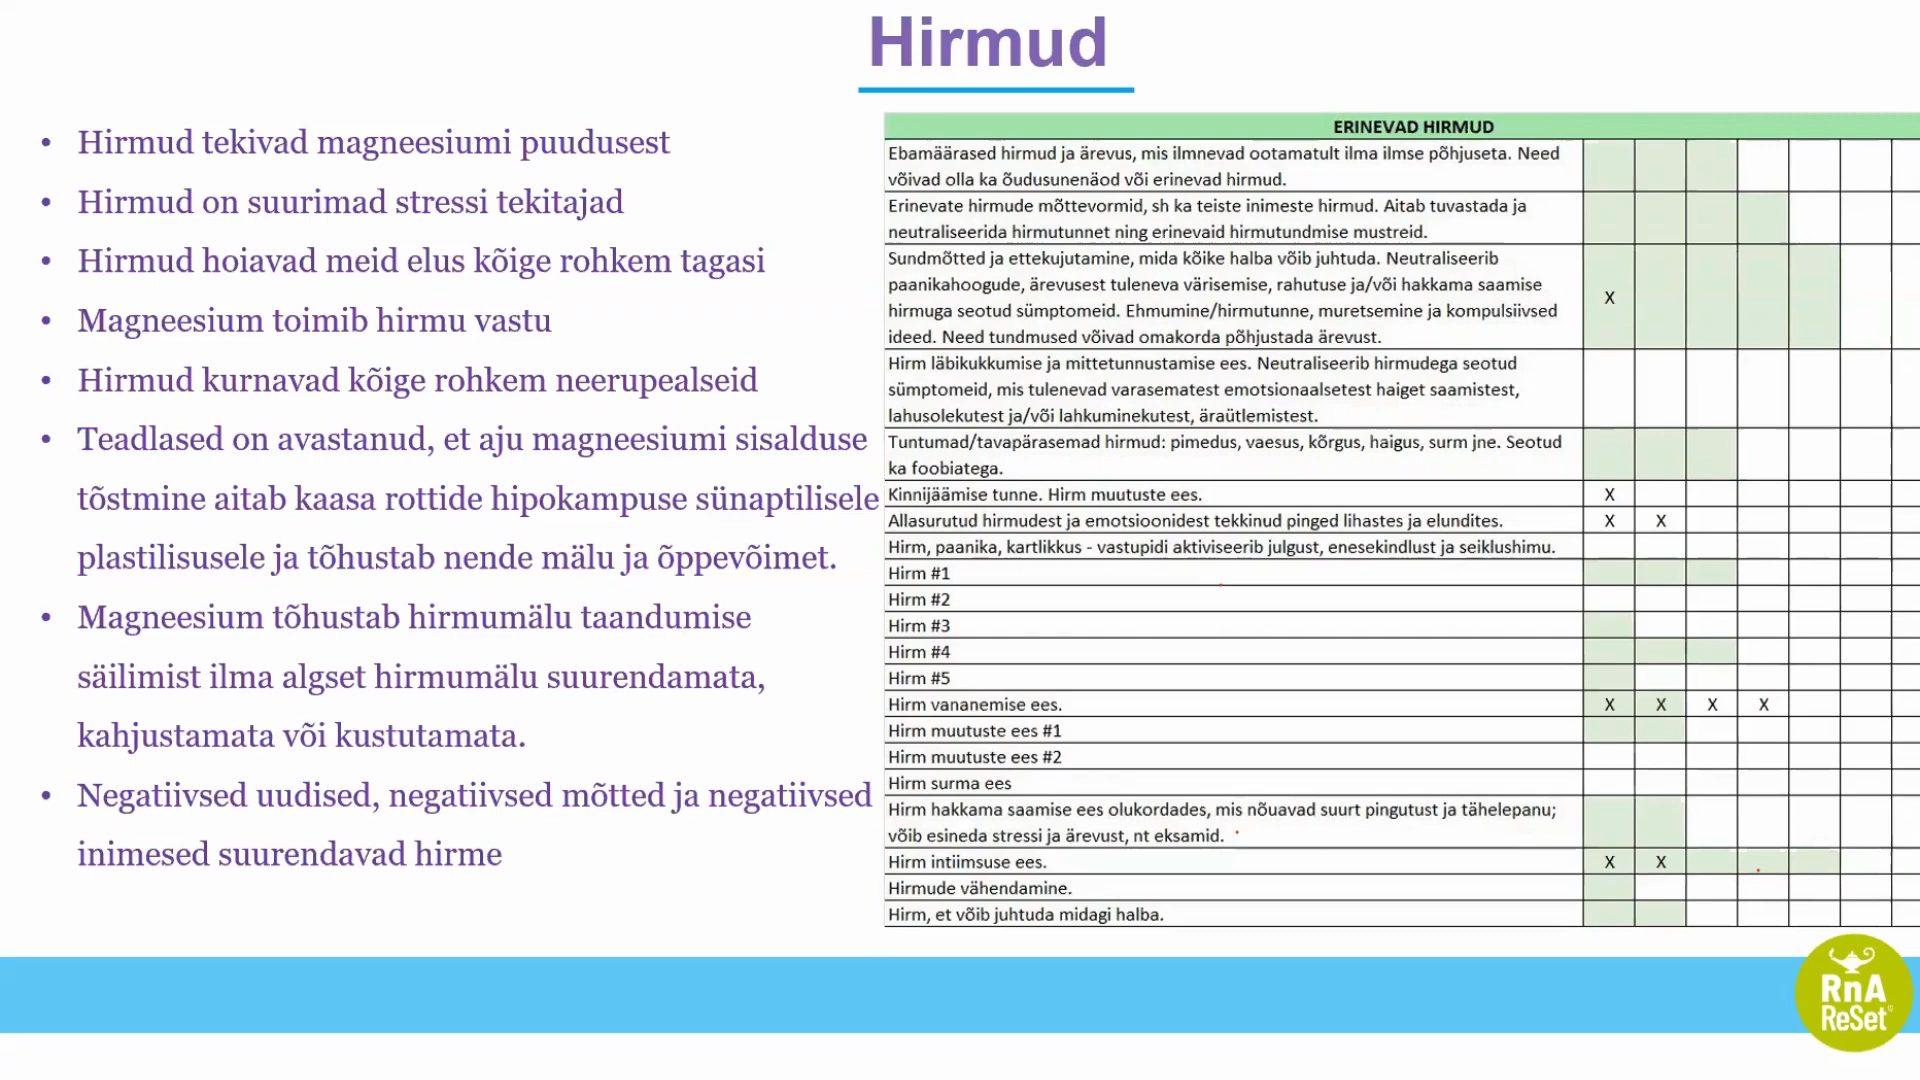 Hirmud
• Hirmud tekivad magneesiumi puudusest
• Hirmud on suurimad stressi tekitajad
• Hirmud hoiavad meid elus kõige rohkem tagasi
• Magneesium toimib hirmu vastu
• Hirmud kurnavad kõige rohkem neerupealseid
• Teadlased on avastanud, et aju magneesiumi sisalduse
tõstmine aitab kaasa rottide hipokampuse sünaptilisele
plastilisusele ja tõhustab nende mälu ja õppevõimet.
• Magneesium tõhustab hirmumälu taandumise
säilimist ilma algset hirmumälu suurendamata,
kahjustamata või kustutamata.
• Negatiivsed uudised, negatiivsed mõtted ja negatiivsed
inimesed suurendavad hirme
ERINEVAD HIRMUD
Ebamäärased hirmud ja ärevus, mis ilmnevad ootamatult ilma ilmse põhjuseta. Need
võivad olla ka õudusunenäod või erinevad hirmud.
Erinevate hirmude mõttevormid, sh ka teiste inimeste hirmud. Aitab tuvastada ja
neutraliseerida hirmutunnet ning erinevaid hirmutundmise mustreid.
Sundmõtted ja ettekujutamine, mida kõike halba võib juhtuda. Neutraliseerib
paanikahoogude, ärevusest tuleneva värisemise, rahutuse ja/või hakkama saamise
hirmuga seotud sümptomeid. Ehmumine/hirmutunne, muretsemine ja kompulsiivsed
ideed. Need tundmused võivad omakorda põhjustada ärevust.
X
Hirm läbikukkumise ja mittetunnustamise ees. Neutraliseerib hirmudega seotud
sümptomeid, mis tulenevad varasematest emotsionaalsetest haiget saamistest,
lahusolekutest ja/või lahkuminekutest, äraütlemistest.
Tuntumad/tavapärasemad hirmud: pimedus, vaesus, kõrgus, haigus, surm jne. Seotud
ka foobiatega.
Kinnijäämise tunne. Hirm muutuste ees. X
Allasurutud hirmudest ja emotsioonidest tekkinud pinged lihastes ja elundites. X X
Hirm, paanika, kartlikkus - vastupidi aktiviseerib julgust, enesekindlust ja seiklushimu.
Hirm #1
Hirm #2
Hirm #3
Hirm #4
Hirm #5
Hirm vananemise ees. X X X X
Hirm muutuste ees #1
Hirm muutuste ees #2
Hirm surma ees
Hirm hakkama saamise ees olukordades, mis nõuavad suurt pingutust ja tähelepanu;
võib esineda stressi ja ärevust, nt eksamid.
Hirm intiimsuse ees. X X
Hirmude vähendamine.
Hirm, et võib juhtuda midagi halba.
RnA
ReSet